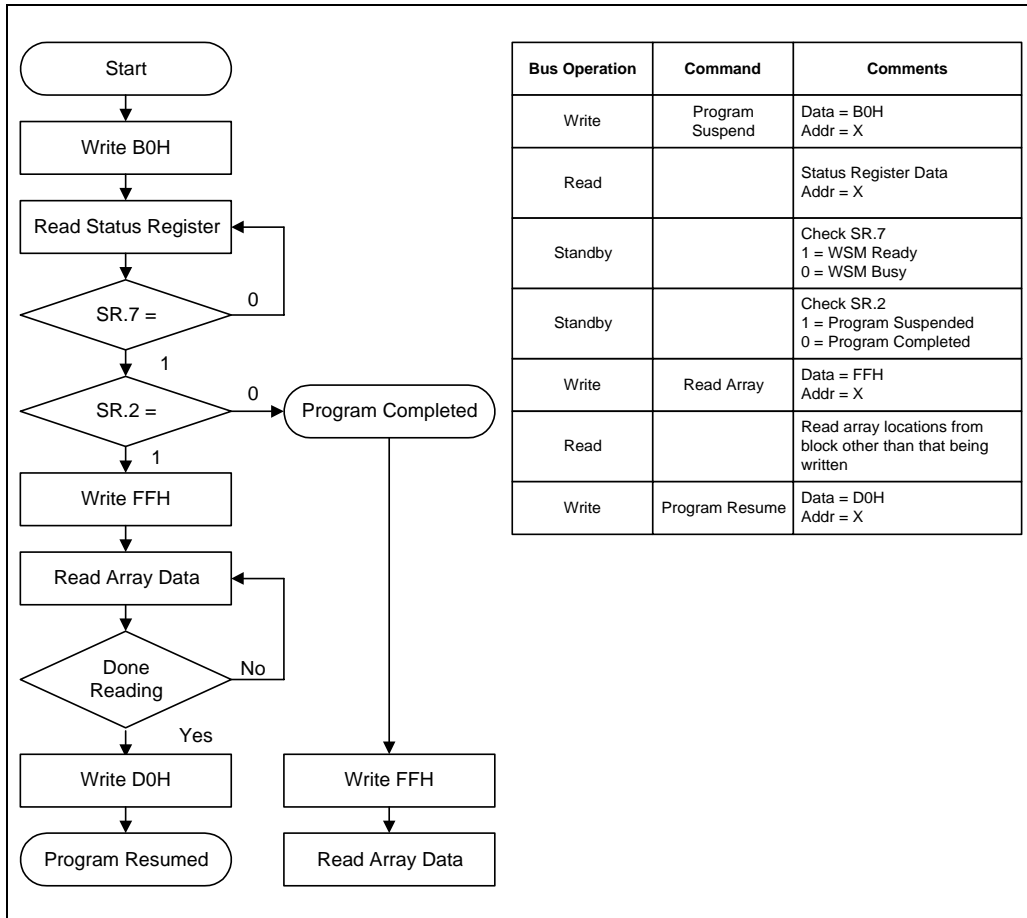 Start
Write B0H
Read Status Register
SR.7 =
0
1
SR.2 =
0
Program Completed
1
Write FFH
Read Array Data
Done
Reading
No
Yes
Write D0H
Write FFH
Program Resumed
Read Array Data
Bus Operation Command Comments
Write Program Suspend Data = B0H
Addr = X
Read Status Register Data
Addr = X
Standby Check SR.7
1 = WSM Ready
0 = WSM Busy
Standby Check SR.2
1 = Program Suspended
0 = Program Completed
Write Read Array Data = FFH
Addr = X
Read Read array locations from
block other than that being
written
Write Program Resume Data = D0H
Addr = X